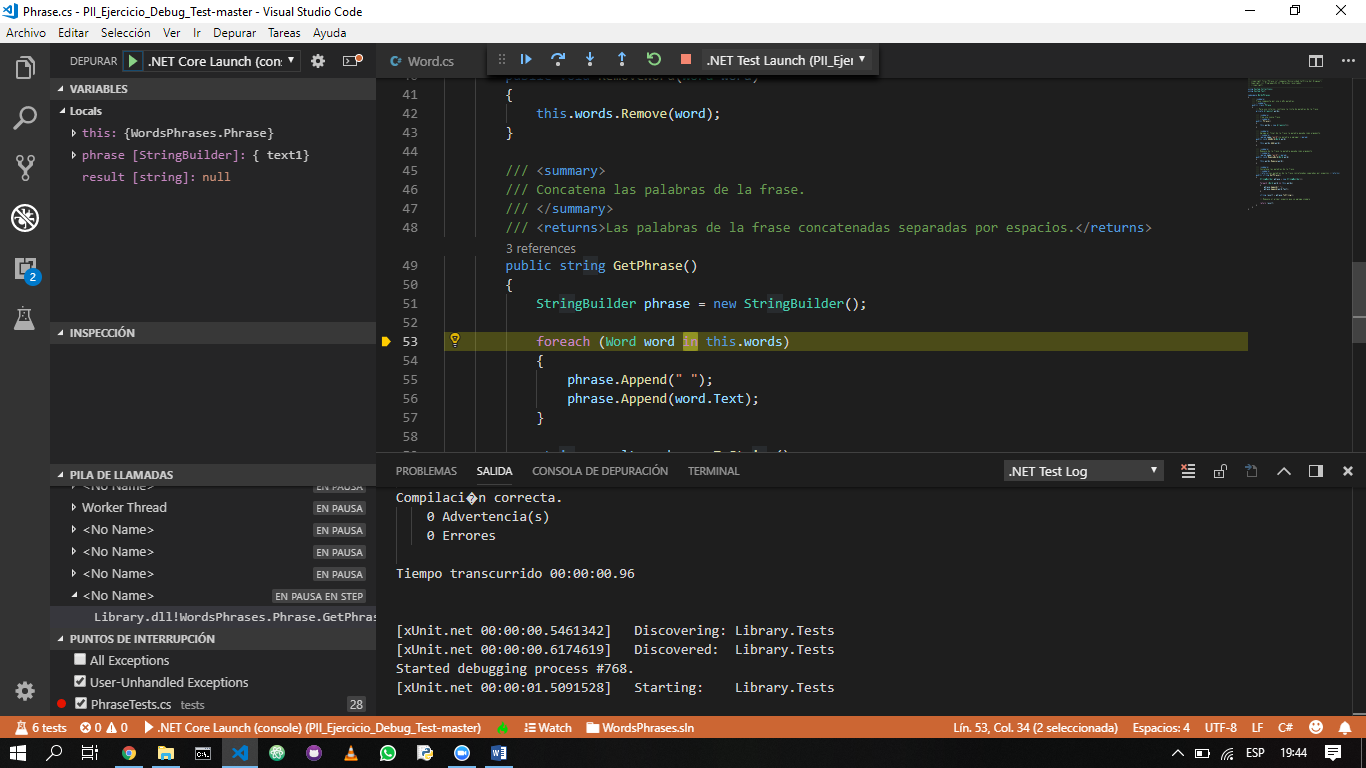 Phrase.cs - PII_Ejercicio_Debug_Test-master - Visual Studio Code
Archivo Editar Selección Ver Ir Depurar Tareas Ayuda
DEPURAR .NET Core Launch (con:
Word.cs
.NET Test Launch (PII_Ejer
VARIABLES
Locals
this: {WordsPhrases.Phrase}
phrase [StringBuilder]: { text1}
result [string]: null
INSPECCIÓN
PILA DE LLAMADAS
<No Name> EN PAUSA
Worker Thread EN PAUSA
<No Name> EN PAUSA
<No Name> EN PAUSA
<No Name> EN PAUSA
<No Name> EN PAUSA EN STEP
Library.dll!WordsPhrases.Phrase.GetPhras
PUNTOS DE INTERRUPCIÓN
All Exceptions
User-Unhandled Exceptions
PhraseTests.cs tests 28
2
41 {
42 this.words.Remove(word);
43 }
44
45 /// <summary>
46 /// Concatena las palabras de la frase.
47 /// </summary>
48 /// <returns>Las palabras de la frase concatenadas separadas por espacios.</returns>
3 references
49 public string GetPhrase()
50 {
51 StringBuilder phrase = new StringBuilder();
52
53 foreach (Word word in this.words)
54 {
55 phrase.Append(" ");
56 phrase.Append(word.Text);
57 }
58
PROBLEMAS SALIDA CONSOLA DE DEPURACIÓN TERMINAL .NET Test Log
Compilaci�n correcta.
0 Advertencia(s)
0 Errores
Tiempo transcurrido 00:00:00.96
[xUnit.net 00:00:00.5461342] Discovering: Library.Tests
[xUnit.net 00:00:00.6174619] Discovered: Library.Tests
Started debugging process #768.
[xUnit.net 00:00:01.5091528] Starting: Library.Tests
6 tests 0 0 .NET Core Launch (console) (PII_Ejercicio_Debug_Test-master) Watch WordsPhrases.sln Lín. 53, Col. 34 (2 seleccionada) Espacios: 4 UTF-8 LF C#
ESP 19:44